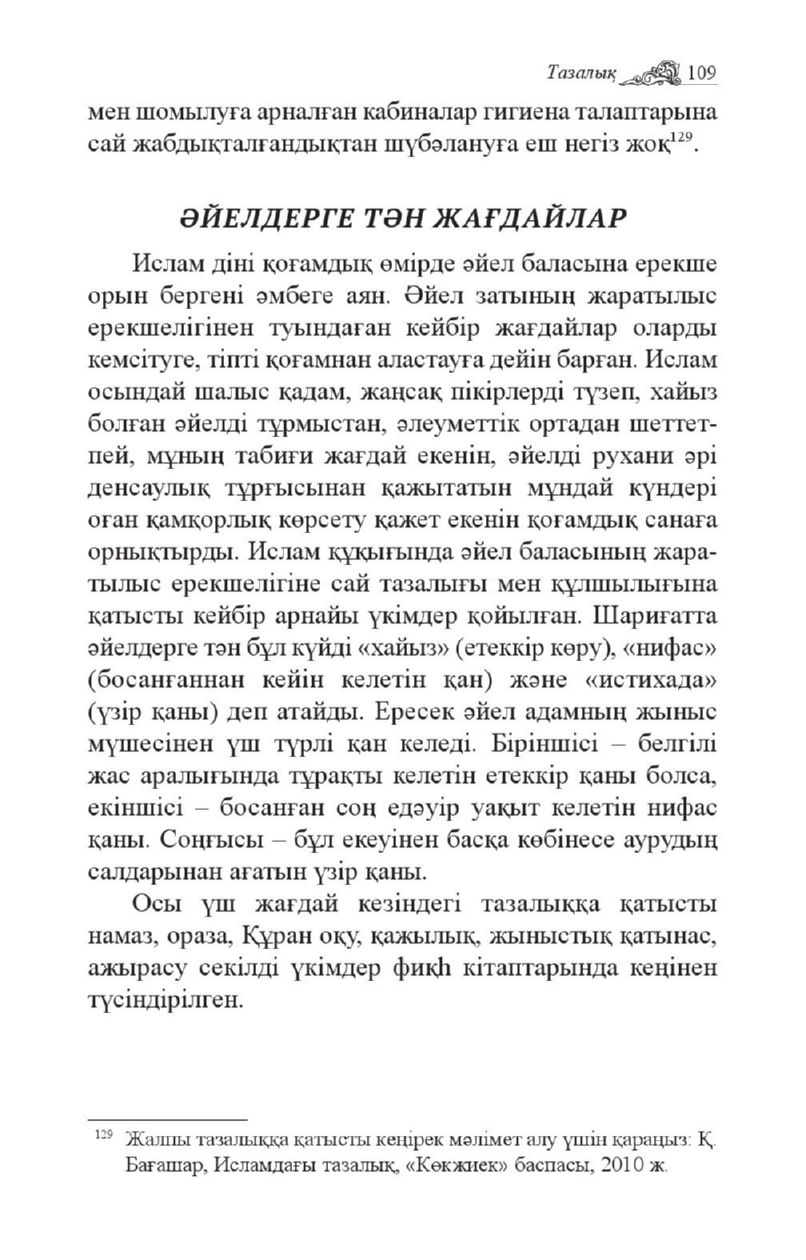 Тазалық 109
мен шомылуға арналған кабиналар гигиена талаптарына
сай жабдықталғандықтан шүбәлануға еш негіз жоқ¹²⁹.
ӘЙЕЛДЕРГЕ ТӘН ЖАҒДАЙЛАР
Ислам діні қоғамдық өмірде әйел баласына ерекше
орын бергені әмбеге аян. Әйел затының жаратылыс
ерекшелігінен туындаған кейбір жағдайлар оларды
кемсітуге, тіпті қоғамнан аластауға дейін барған. Ислам
осындай шалыс қадам, жаңсақ пікірлерді түзеп, хайыз
болған әйелді тұрмыстан, әлеуметтік ортадан шеттет-
пей, мұның табиғи жағдай екенін, әйелді рухани әрі
денсаулық тұрғысынан қажытатын мұндай күндері
оған қамқорлық көрсету қажет екенін қоғамдық санаға
орнықтырды. Ислам құқығында әйел баласының жара-
тылыс ерекшелігіне сай тазалығы мен құлшылығына
қатысты кейбір арнайы үкімдер қойылған. Шариғатта
әйелдерге тән бұл күйді «хайыз» (етеккір көру), «нифас»
(босанғаннан кейін келетін қан) және «истихада»
(үзір қаны) деп атайды. Ересек әйел адамның жыныс
мүшесінен үш түрлі қан келеді. Біріншісі – белгілі
жас аралығында тұрақты келетін етеккір қаны болса,
екіншісі – босанған соң едәуір уақыт келетін нифас
қаны. Соңғысы – бұл екеуінен басқа көбінесе аурудың
салдарынан ағатын үзір қаны.
Осы үш жағдай кезіндегі тазалыққа қатысты
намаз, ораза, Құран оқу, қажылық, жыныстық қатынас,
ажырасу секілді үкімдер фиқһ кітаптарында кеңінен
түсіндірілген.
¹²⁹ Жалпы тазалыққа қатысты кеңірек мәлімет алу үшін қараңыз: Қ.
Бағашар, Исламдағы тазалық, «Көкжиек» баспасы, 2010 ж.